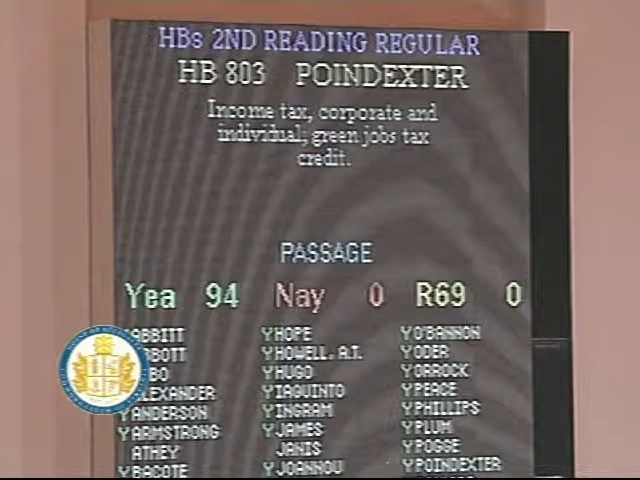 HBs 2ND READING REGULAR
HB 803 POINDEXTER
Income tax, corporate and
individual; green jobs tax
credit.
PASSAGE
Yea 94 Nay 0 R69 0
ABBITT Y HOPE Y O'BANNON
Y HOWELL, A.T. Y ODER
Y HUGO Y ORROCK
Y IAQUINTO Y PEACE
Y ANDERSON Y INGRAM Y PHILLIPS
Y ARMSTRONG Y JAMES Y PLUM
ATHEY JANIS Y POGGE
Y BACOTE Y JOANNOU Y POINDEXTER